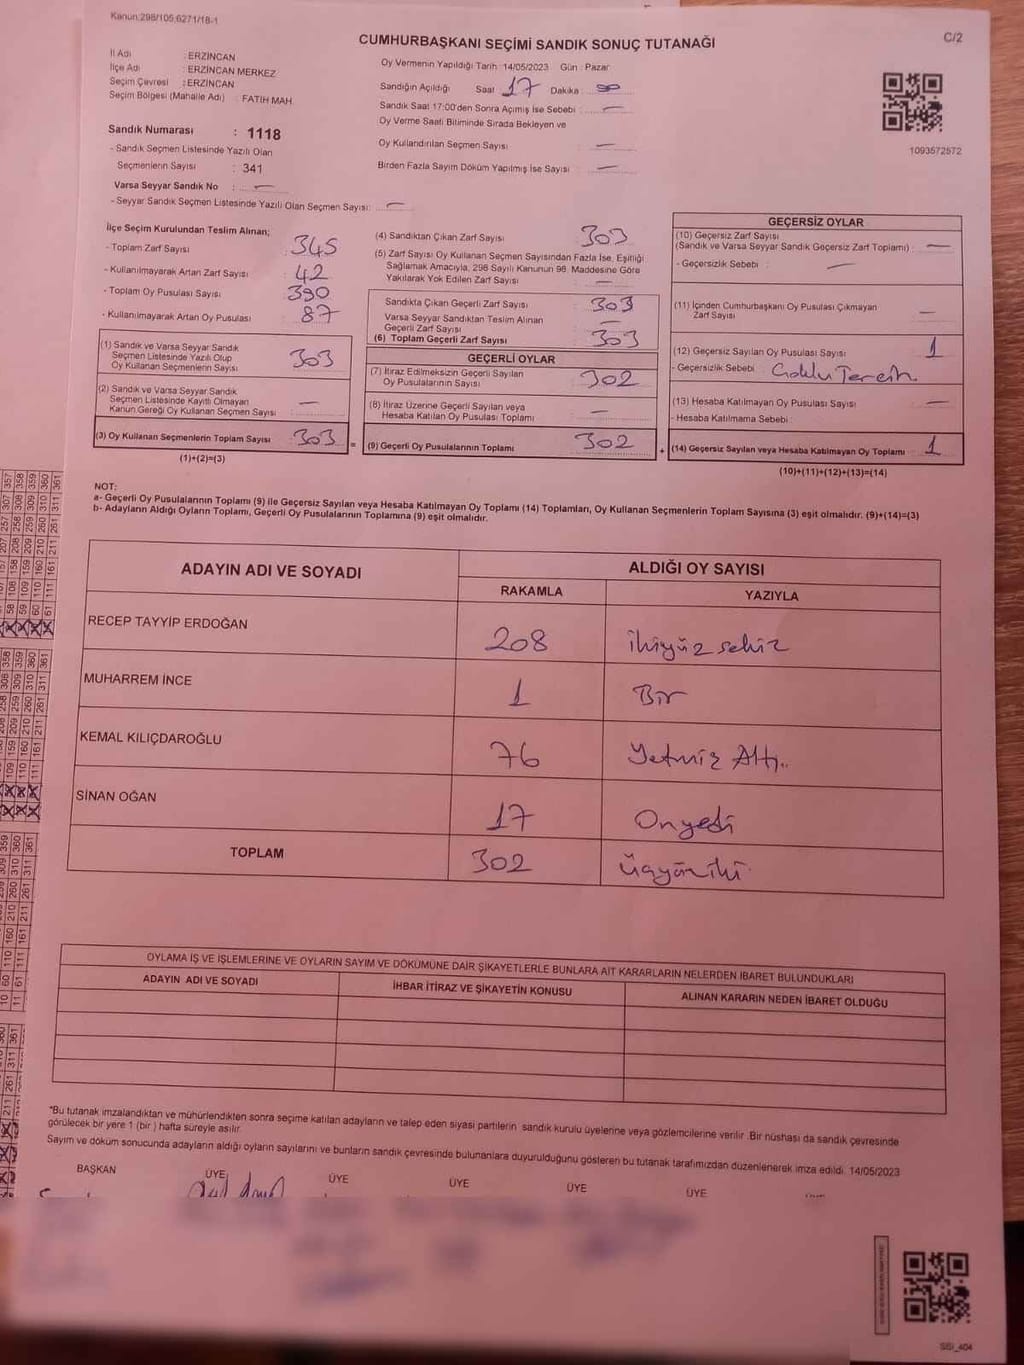 Kanun:298/105,6271/18-1
C/2
CUMHURBAŞKANI SEÇİMİ SANDIK SONUÇ TUTANAĞI
İl Adı : ERZİNCAN
İlçe Adı : ERZİNCAN MERKEZ
Seçim Çevresi : ERZİNCAN
Seçim Bölgesi (Mahalle Adı) : FATİH MAH.
Sandık Numarası : 1118
- Sandık Seçmen Listesinde Yazılı Olan
Seçmenlerin Sayısı : 341
Varsa Seyyar Sandık No : —
- Seyyar Sandık Seçmen Listesinde Yazılı Olan Seçmen Sayısı: —
Oy Vermenin Yapıldığı Tarih :14/05/2023 Gün : Pazar
Sandığın Açıldığı Saat 17 Dakika : 00
Sandık Saat 17:00'den Sonra Açılmış İse Sebebi : —
Oy Verme Saati Bitiminde Sırada Bekleyen ve
Oy Kullandırılan Seçmen Sayısı —
Birden Fazla Sayım Döküm Yapılmış İse Sayısı —
1093572572
İlçe Seçim Kurulundan Teslim Alınan;
- Toplam Zarf Sayısı : 345
- Kullanılmayarak Artan Zarf Sayısı : 42
- Toplam Oy Pusulası Sayısı : 390
- Kullanılmayarak Artan Oy Pusulası : 87
(1) Sandık ve Varsa Seyyar Sandık
Seçmen Listesinde Yazılı Olup
Oy Kullanan Seçmenlerin Sayısı : 303
(2) Sandık ve Varsa Seyyar Sandık
Seçmen Listesinde Kayıtlı Olmayan
Kanun Gereği Oy Kullanan Seçmen Sayısı : —
(3) Oy Kullanan Seçmenlerin Toplam Sayısı : 303
(1)+(2)=(3)
=
(4) Sandıktan Çıkan Zarf Sayısı 303
(5) Zarf Sayısı Oy Kullanan Seçmen Sayısından Fazla İse, Eşitliği
Sağlamak Amacıyla, 298 Sayılı Kanunun 98. Maddesine Göre
Yakılarak Yok Edilen Zarf Sayısı —
Sandıkta Çıkan Geçerli Zarf Sayısı 303
Varsa Seyyar Sandıktan Teslim Alınan
Geçerli Zarf Sayısı —
(6) Toplam Geçerli Zarf Sayısı 303
GEÇERLİ OYLAR
(7) İtiraz Edilmeksizin Geçerli Sayılan
Oy Pusulalarının Sayısı 302
(8) İtiraz Üzerine Geçerli Sayılan veya
Hesaba Katılan Oy Pusulası Toplamı —
(9) Geçerli Oy Pusulalarının Toplamı 302
+
GEÇERSİZ OYLAR
(10) Geçersiz Zarf Sayısı
(Sandık ve Varsa Seyyar Sandık Geçersiz Zarf Toplamı) : —
- Geçersizlik Sebebi : —
(11) İçinden Cumhurbaşkanı Oy Pusulası Çıkmayan
Zarf Sayısı —
(12) Geçersiz Sayılan Oy Pusulası Sayısı : 1
- Geçersizlik Sebebi : Çoklu Tercih
(13) Hesaba Katılmayan Oy Pusulası Sayısı : —
- Hesaba Katılmama Sebebi :
(14) Geçersiz Sayılan veya Hesaba Katılmayan Oy Toplamı : 1
(10)+(11)+(12)+(13)=(14)
NOT:
a- Geçerli Oy Pusulalarının Toplamı (9) ile Geçersiz Sayılan veya Hesaba Katılmayan Oy Toplamı (14) Toplamları, Oy Kullanan Seçmenlerin Toplam Sayısına (3) eşit olmalıdır. (9)+(14)=(3)
b- Adayların Aldığı Oyların Toplamı, Geçerli Oy Pusulalarının Toplamına (9) eşit olmalıdır.
ADAYIN ADI VE SOYADI
ALDIĞI OY SAYISI
RAKAMLA YAZIYLA
RECEP TAYYİP ERDOĞAN 208 ikiyüz sekiz
MUHARREM İNCE 1 Bir
KEMAL KILIÇDAROĞLU 76 Yetmiz Altı..
SİNAN OĞAN 17 Onyedi
TOPLAM 302 üçyüziki
OYLAMA İŞ VE İŞLEMLERİNE VE OYLARIN SAYIM VE DÖKÜMÜNE DAİR ŞİKAYETLERLE BUNLARA AİT KARARLARIN NELERDEN İBARET BULUNDUKLARI
ADAYIN ADI VE SOYADI İHBAR İTİRAZ VE ŞİKAYETİN KONUSU ALINAN KARARIN NEDEN İBARET OLDUĞU
*Bu tutanak imzalandıktan ve mühürlendikten sonra seçime katılan adayların ve talep eden siyasi partilerin sandık kurulu üyelerine veya gözlemcilerine verilir .Bir nüshası da sandık çevresinde
görülecek bir yere 1 (bir ) hafta süreyle asılır.
Sayım ve döküm sonucunda adayların aldığı oyların sayılarını ve bunların sandık çevresinde bulunanlara duyurulduğunu gösteren bu tutanak tarafımızdan düzenlenerek imza edildi. 14/05/2023
BAŞKAN ÜYE ÜYE ÜYE ÜYE ÜYE
SSİ_404